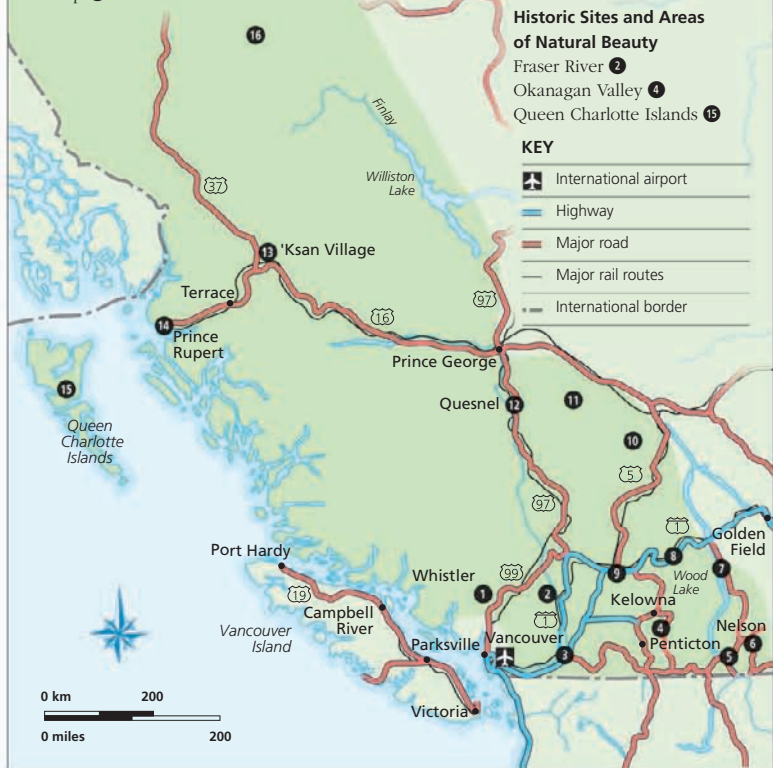 Historic Sites and Areas
of Natural Beauty
Fraser River 2
Okanagan Valley 4
Queen Charlotte Islands 15
KEY
International airport
Highway
Major road
Major rail routes
International border
16
Finlay
Williston
Lake
37
13 'Ksan Village
Terrace
97
16
14 Prince
Rupert
Prince George
15
Queen
Charlotte
Islands
Quesnel 12
11
10
5
97
1
Golden
Field
Port Hardy
99
8
Whistler 1
2
9
Wood
Lake
7
19
Campbell
River
1
Kelowna
4
Nelson
Vancouver
Island
Parksville
Vancouver
3
Penticton
5
6
Victoria
0 km 200
0 miles 200